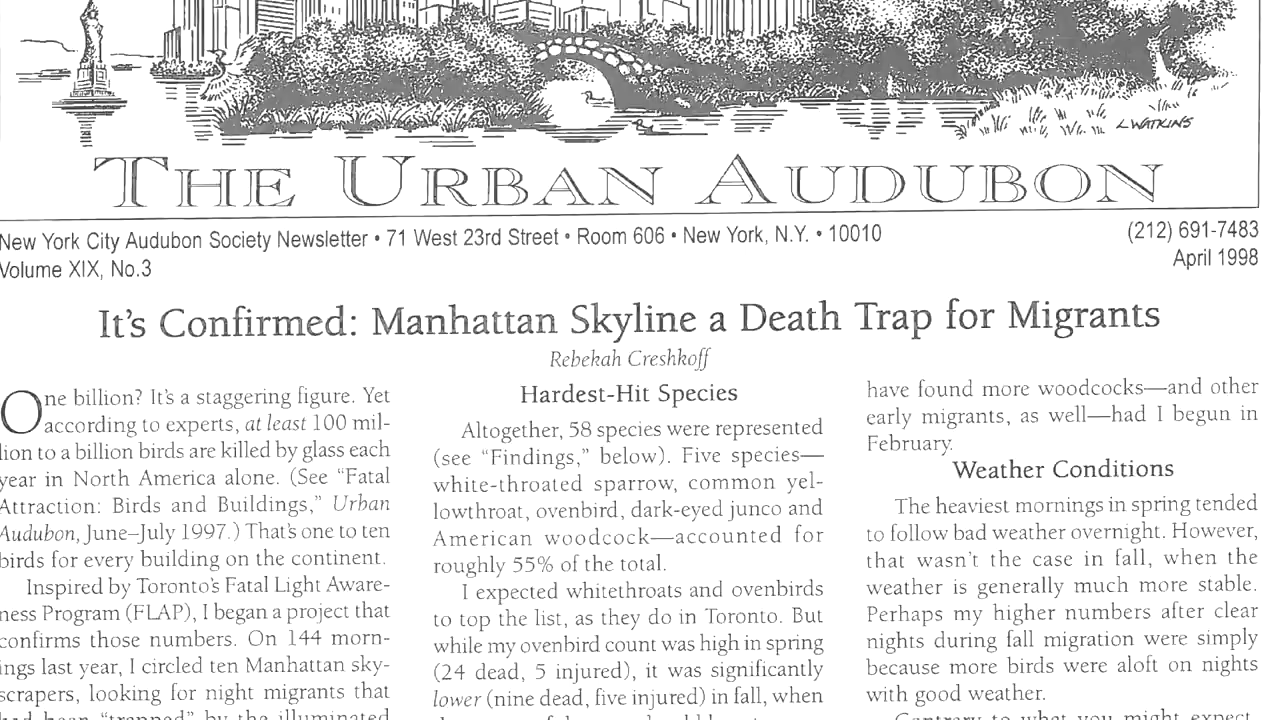 L.WATKINS
THE URBAN AUDUBON
New York City Audubon Society Newsletter • 71 West 23rd Street • Room 606 • New York, N.Y. • 10010
(212) 691-7483
Volume XIX, No.3
April 1998
It's Confirmed: Manhattan Skyline a Death Trap for Migrants
Rebekah Creshkoff
One billion? It's a staggering figure. Yet
according to experts, at least 100 mil-
lion to a billion birds are killed by glass each
year in North America alone. (See “Fatal
Attraction: Birds and Buildings,” Urban
Audubon, June–July 1997.) That's one to ten
birds for every building on the continent.
Inspired by Toronto's Fatal Light Aware-
ness Program (FLAP), I began a project that
confirms those numbers. On 144 morn-
ings last year, I circled ten Manhattan sky-
scrapers, looking for night migrants that
had been “trapped” by the illuminated
Hardest-Hit Species
Altogether, 58 species were represented
(see “Findings,” below). Five species—
white-throated sparrow, common yel-
lowthroat, ovenbird, dark-eyed junco and
American woodcock—accounted for
roughly 55% of the total.
I expected whitethroats and ovenbirds
to top the list, as they do in Toronto. But
while my ovenbird count was high in spring
(24 dead, 5 injured), it was significantly
lower (nine dead, five injured) in fall, when
have found more woodcocks—and other
early migrants, as well—had I begun in
February.
Weather Conditions
The heaviest mornings in spring tended
to follow bad weather overnight. However,
that wasn't the case in fall, when the
weather is generally much more stable.
Perhaps my higher numbers after clear
nights during fall migration were simply
because more birds were aloft on nights
with good weather.
Contrary to what you might expect,